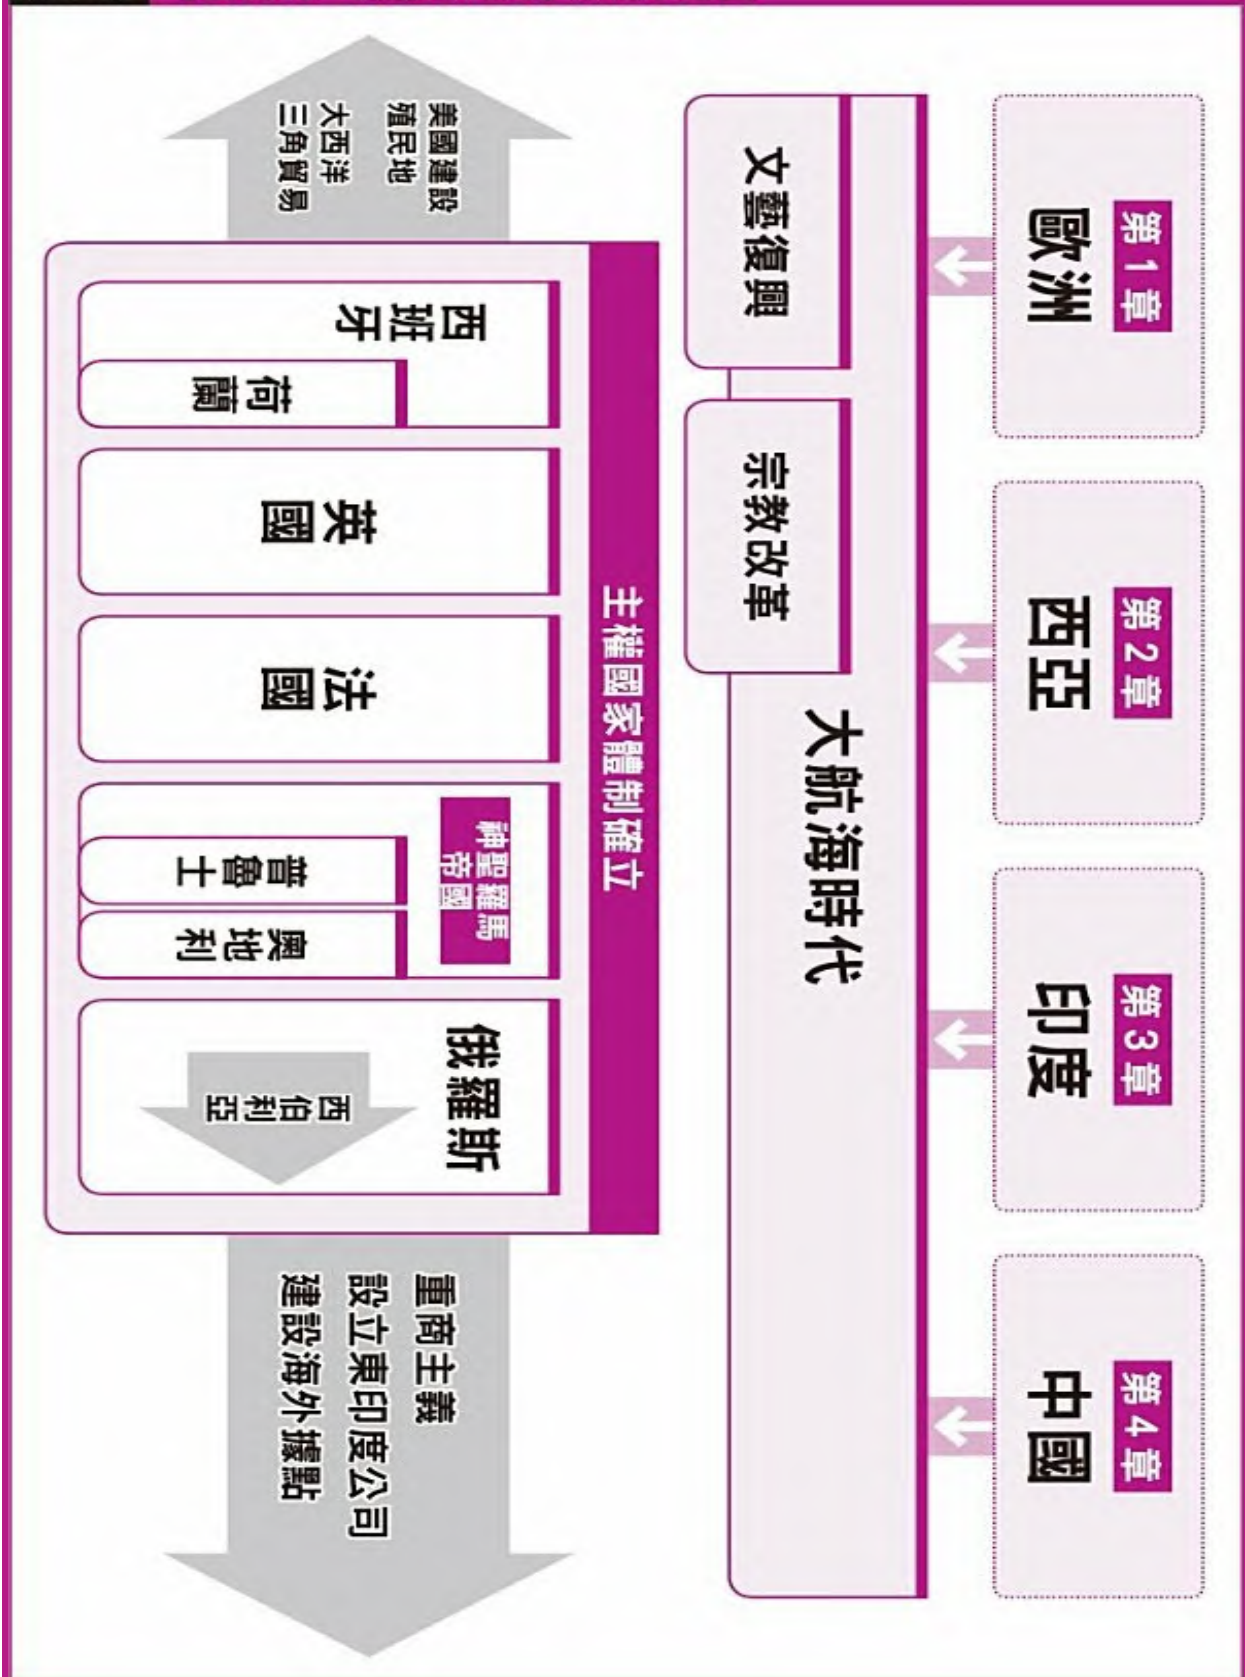 第1章
歐洲
第2章
西亞
第3章
印度
第4章
中國
文藝復興
宗教改革
大航海時代
主權國家體制確立
美國建設
殖民地
大西洋
三角貿易
西班牙
荷蘭
英國
法國
神聖羅馬
帝國
普魯士
奧地利
俄羅斯
西伯利亞
重商主義
設立東印度公司
建設海外據點